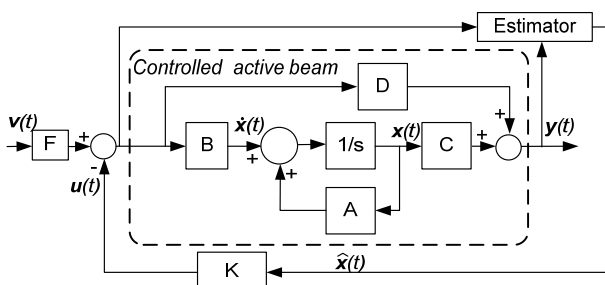 Estimator
Controlled active beam
D
v(t)
F
+
-
u(t)
B
ẋ(t)
+
+
1/s
x(t)
C
+
+
y(t)
A
K
x̂(t)